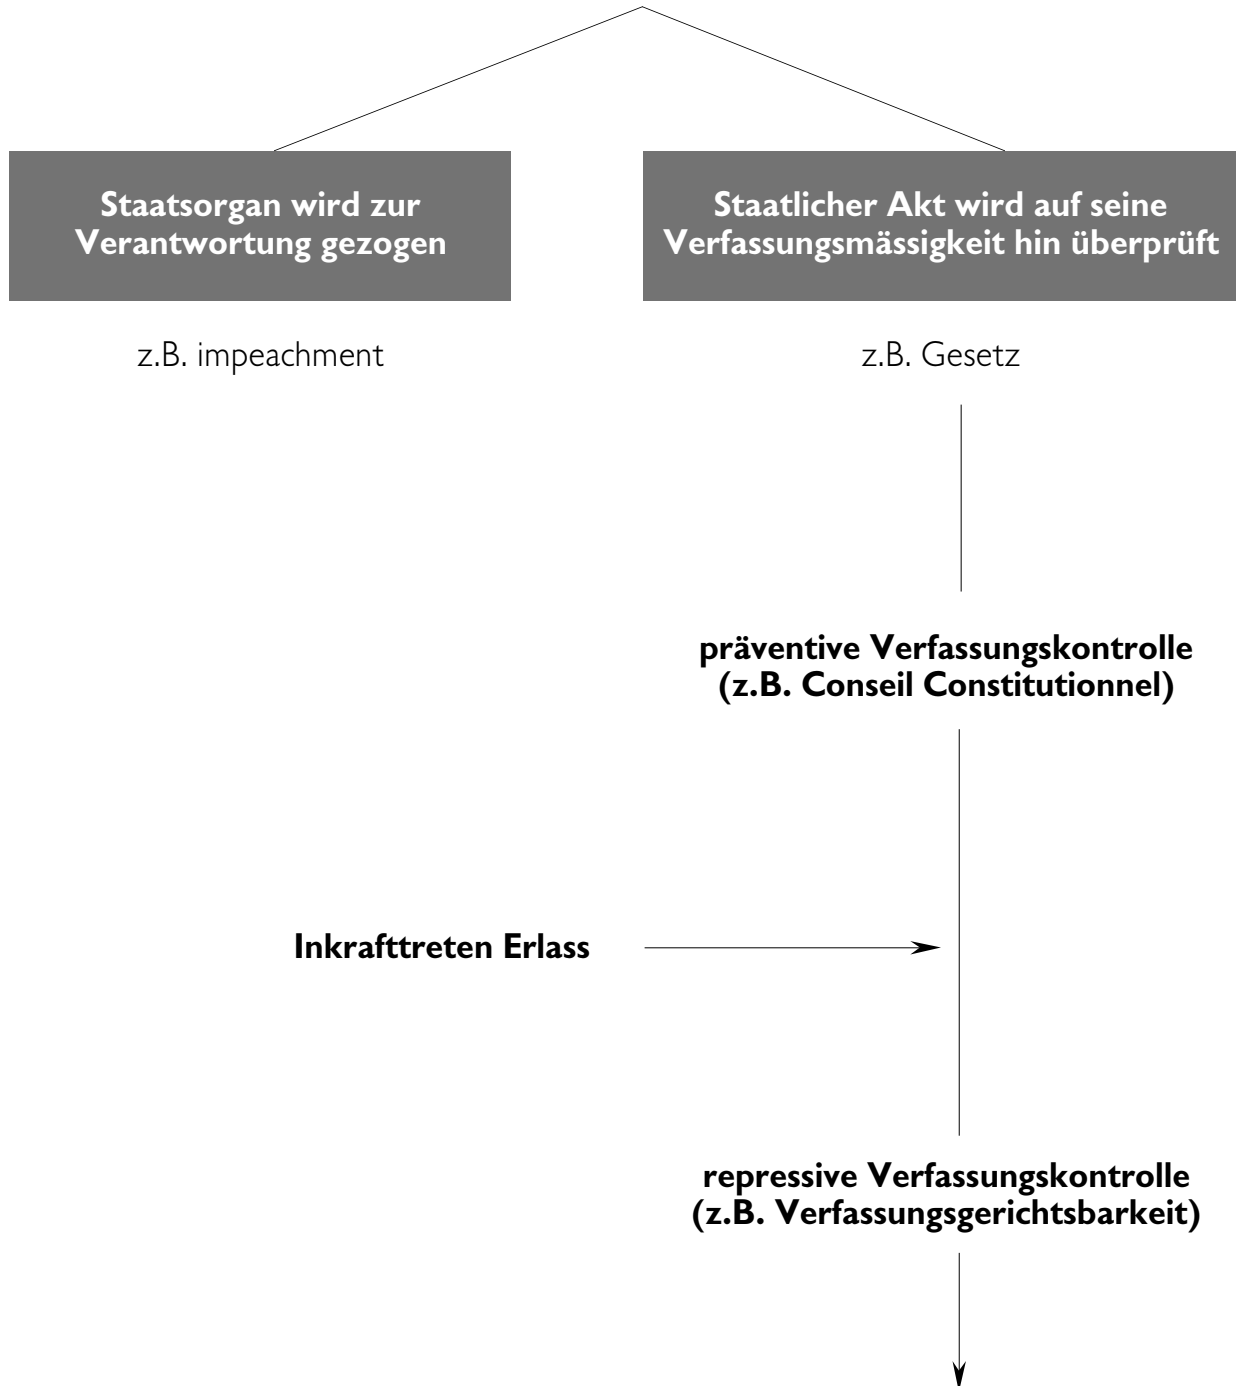 Staatsorgan wird zur
Verantwortung gezogen
Staatlicher Akt wird auf seine
Verfassungsmässigkeit hin überprüft
z.B. impeachment
z.B. Gesetz
präventive Verfassungskontrolle
(z.B. Conseil Constitutionnel)
Inkrafttreten Erlass
repressive Verfassungskontrolle
(z.B. Verfassungsgerichtsbarkeit)